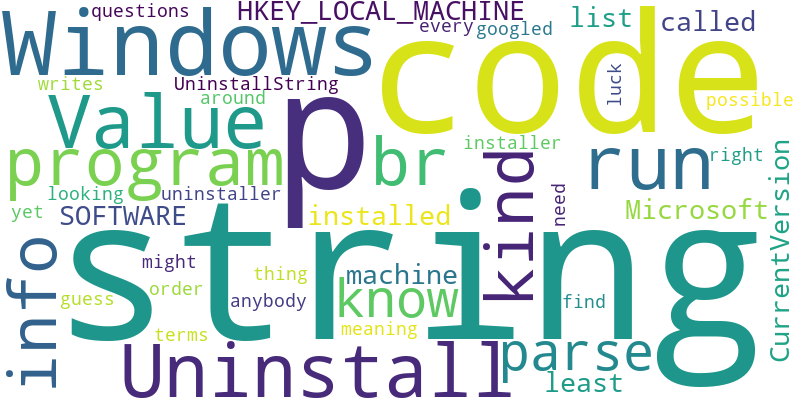 questions
HKEY_LOCAL_MACHINE
every
googled
list
called
Windows
code
writes
UninstallString
around
luck
possible
Value
p
program
br
installer
kind
run
right
looking
uninstaller
yet
SOFTWARE
installed
need
Microsoft
CurrentVersion
string
info
might
thing
machine
know
guess
order
anybody
find
terms
meaning
Uninstall
parse
least